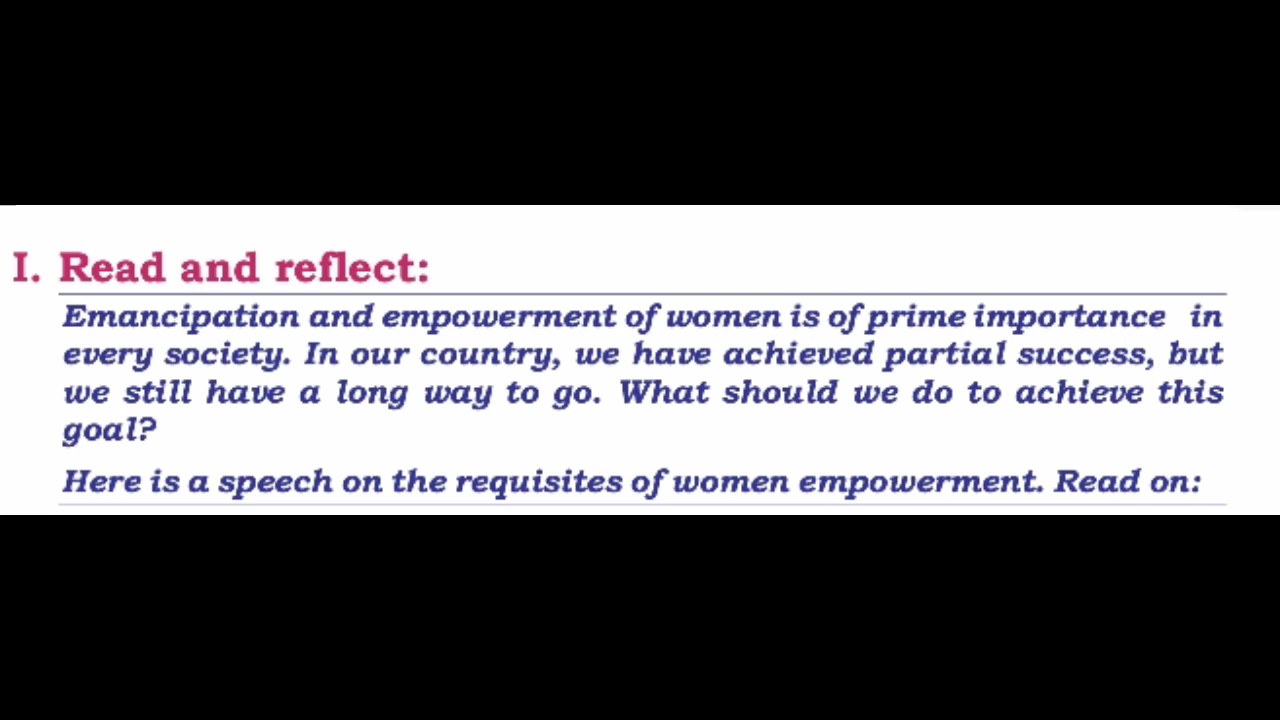 I. Read and reflect:
Emancipation and empowerment of women is of prime importance in
every society. In our country, we have achieved partial success, but
we still have a long way to go. What should we do to achieve this
goal?
Here is a speech on the requisites of women empowerment. Read on: